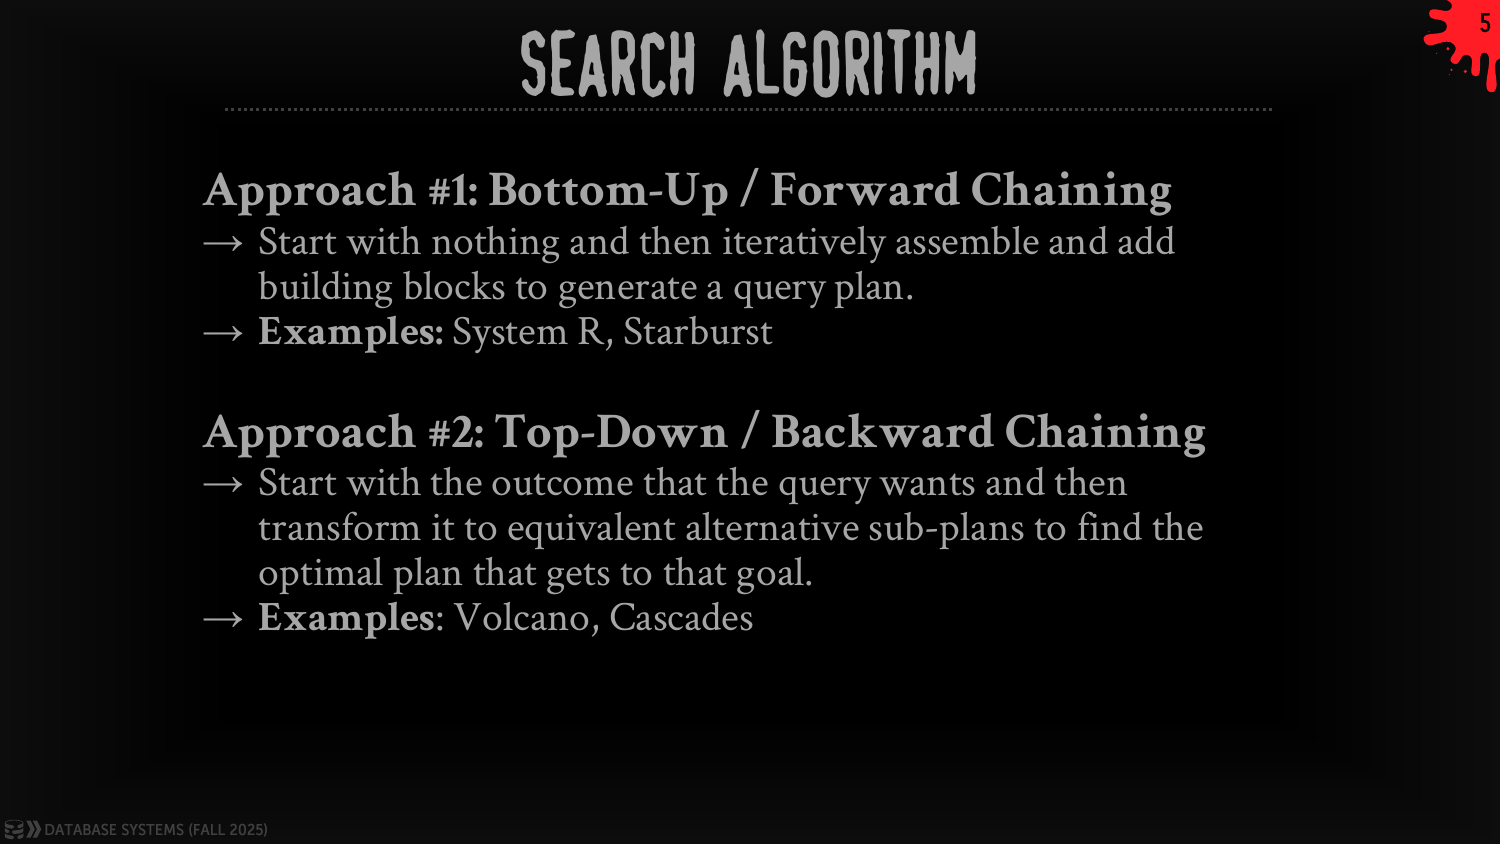 5
SEARCH ALGORITHM
Approach #1: Bottom-Up / Forward Chaining
→ Start with nothing and then iteratively assemble and add
building blocks to generate a query plan.
→ Examples: System R, Starburst
Approach #2: Top-Down / Backward Chaining
→ Start with the outcome that the query wants and then
transform it to equivalent alternative sub-plans to find the
optimal plan that gets to that goal.
→ Examples: Volcano, Cascades
DATABASE SYSTEMS (FALL 2025)